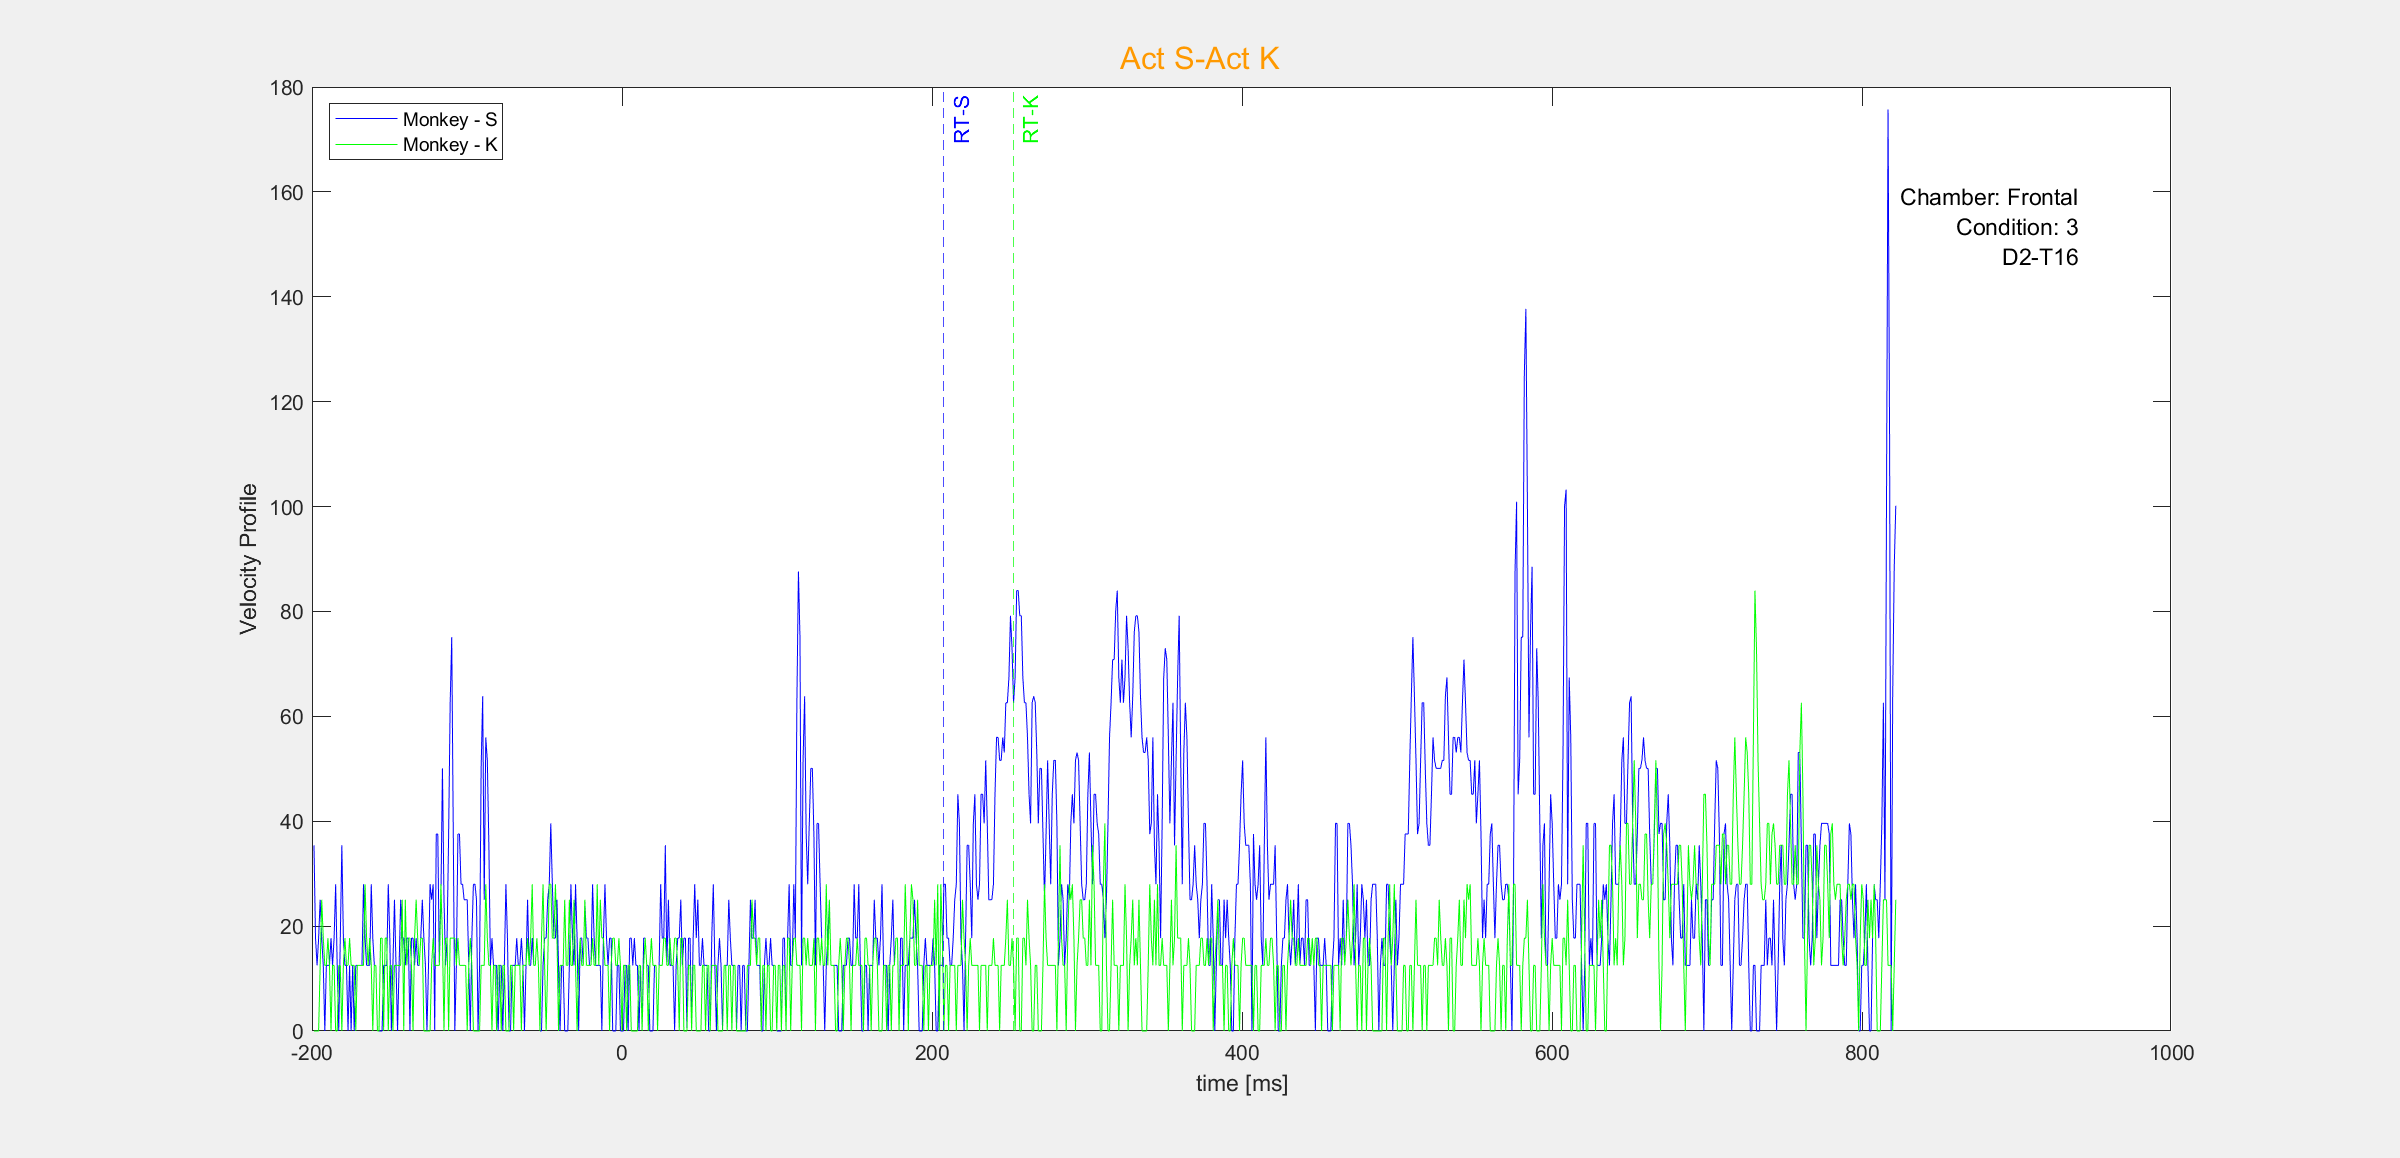 Act S-Act K
180
160
140
120
100
80
60
40
20
0
Velocity Profile
Monkey - S
Monkey - K
RT-S
RT-K
Chamber: Frontal
Condition: 3
D2-T16
-200
0
200
400
600
800
1000
time [ms]